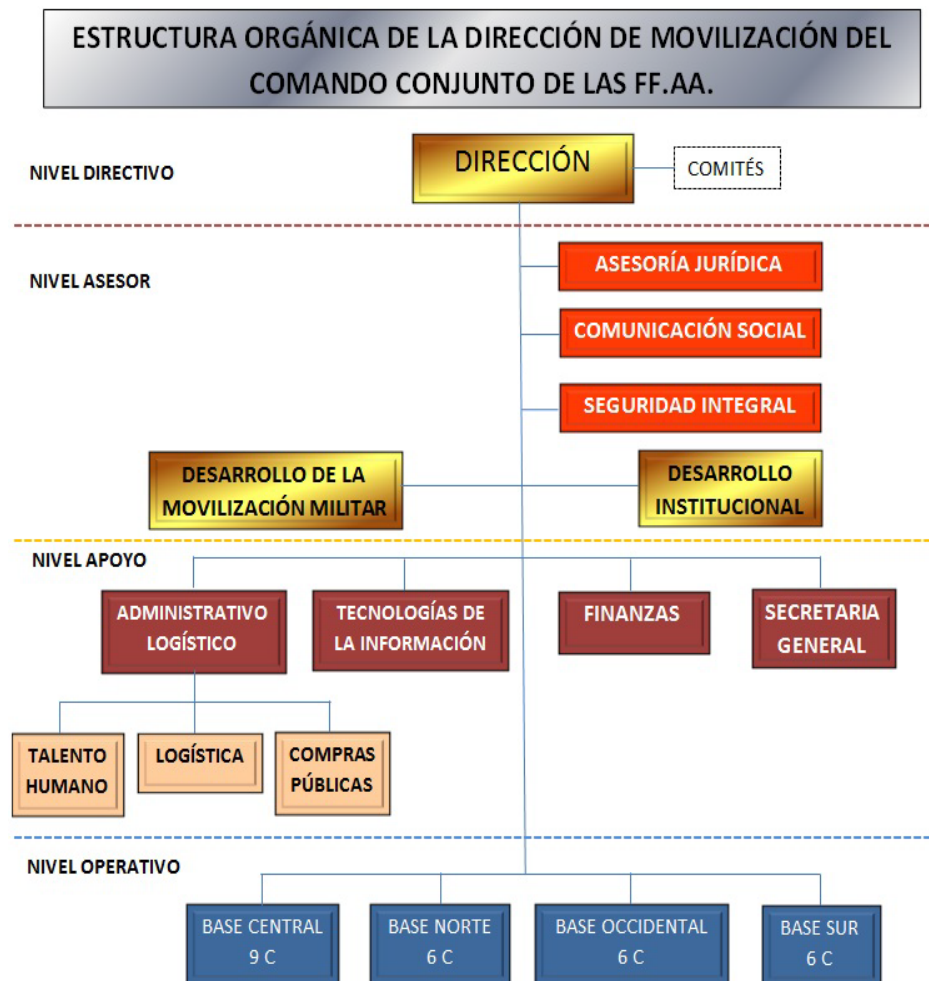 ESTRUCTURA ORGÁNICA DE LA DIRECCIÓN DE MOVILIZACIÓN DEL
COMANDO CONJUNTO DE LAS FF.AA.
NIVEL DIRECTIVO
DIRECCIÓN
COMITÉS
NIVEL ASESOR
ASESORÍA JURÍDICA
COMUNICACIÓN SOCIAL
SEGURIDAD INTEGRAL
DESARROLLO DE LA
MOVILIZACIÓN MILITAR
DESARROLLO
INSTITUCIONAL
NIVEL APOYO
ADMINISTRATIVO
LOGÍSTICO
TECNOLOGÍAS DE
LA INFORMACIÓN
FINANZAS
SECRETARIA
GENERAL
TALENTO
HUMANO
LOGÍSTICA
COMPRAS
PÚBLICAS
NIVEL OPERATIVO
BASE CENTRAL
9 C
BASE NORTE
6 C
BASE OCCIDENTAL
6 C
BASE SUR
6 C